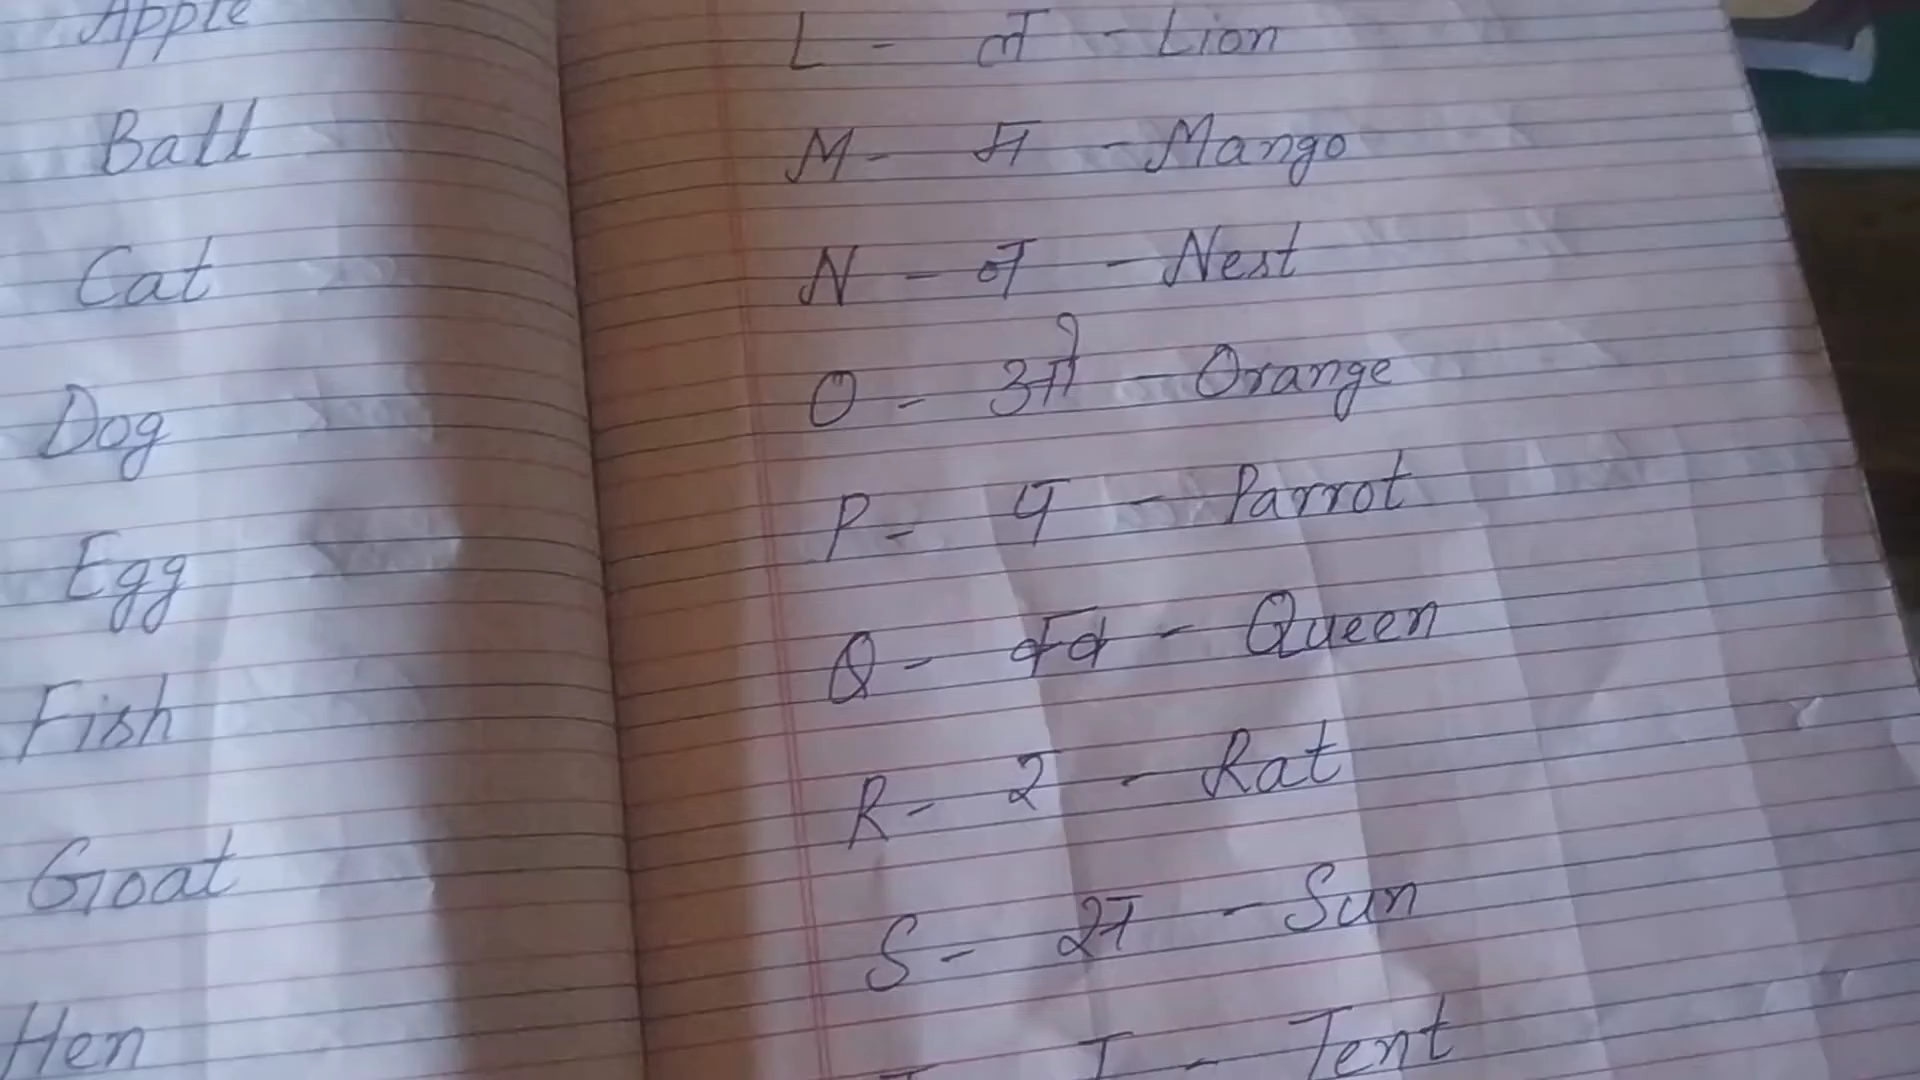 Apple
Ball
Cat
Dog
Egg
Fish
Goat
Hen
L - ल - Lion
M - म - Mango
N - न - Nest
O - ओ - Orange
P - प - Parrot
Q - क्व - Queen
R - र - Rat
S - स - Sun
- Tent